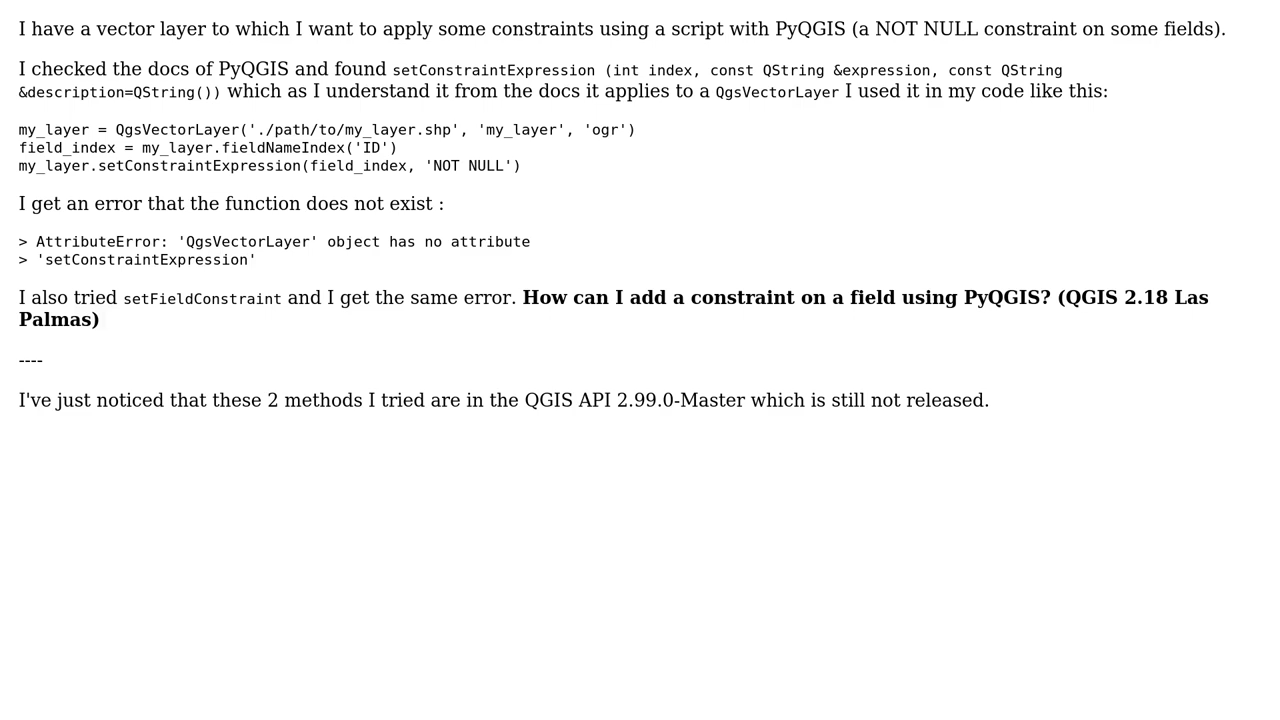 I have a vector layer to which I want to apply some constraints using a script with PyQGIS (a NOT NULL constraint on some fields).
I checked the docs of PyQGIS and found setConstraintExpression (int index, const QString &expression, const QString
&description=QString()) which as I understand it from the docs it applies to a QgsVectorLayer I used it in my code like this:
my_layer = QgsVectorLayer('./path/to/my_layer.shp', 'my_layer', 'ogr')
field_index = my_layer.fieldNameIndex('ID')
my_layer.setConstraintExpression(field_index, 'NOT NULL')
I get an error that the function does not exist :
> AttributeError: 'QgsVectorLayer' object has no attribute
> 'setConstraintExpression'
I also tried setFieldConstraint and I get the same error. How can I add a constraint on a field using PyQGIS? (QGIS 2.18 Las
Palmas)
----
I've just noticed that these 2 methods I tried are in the QGIS API 2.99.0-Master which is still not released.